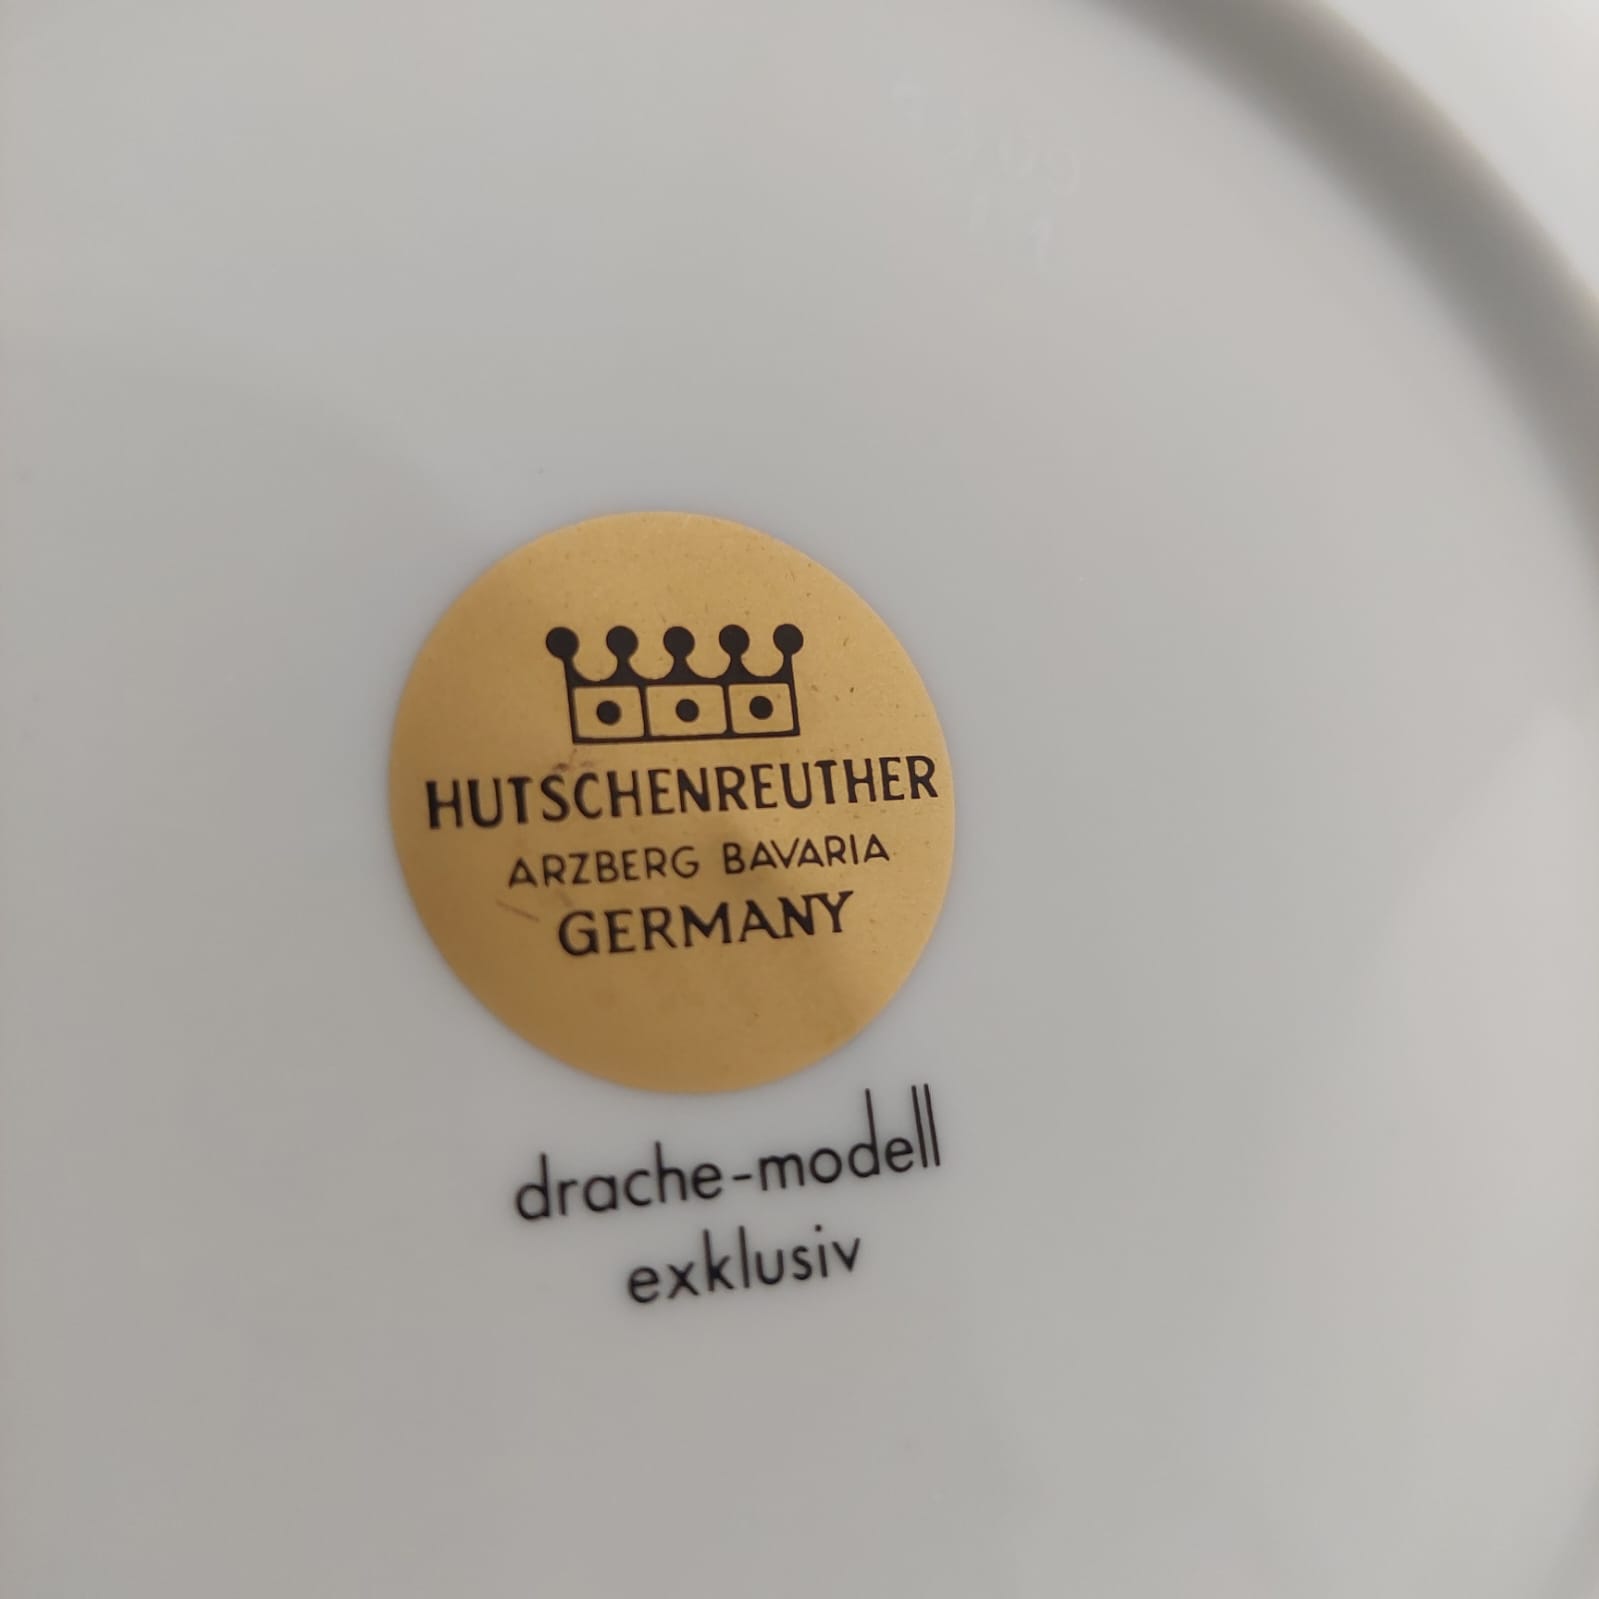 HUTSCHENREUTHER
ARZBERG BAVARIA
GERMANY
drache-modell
exklusiv